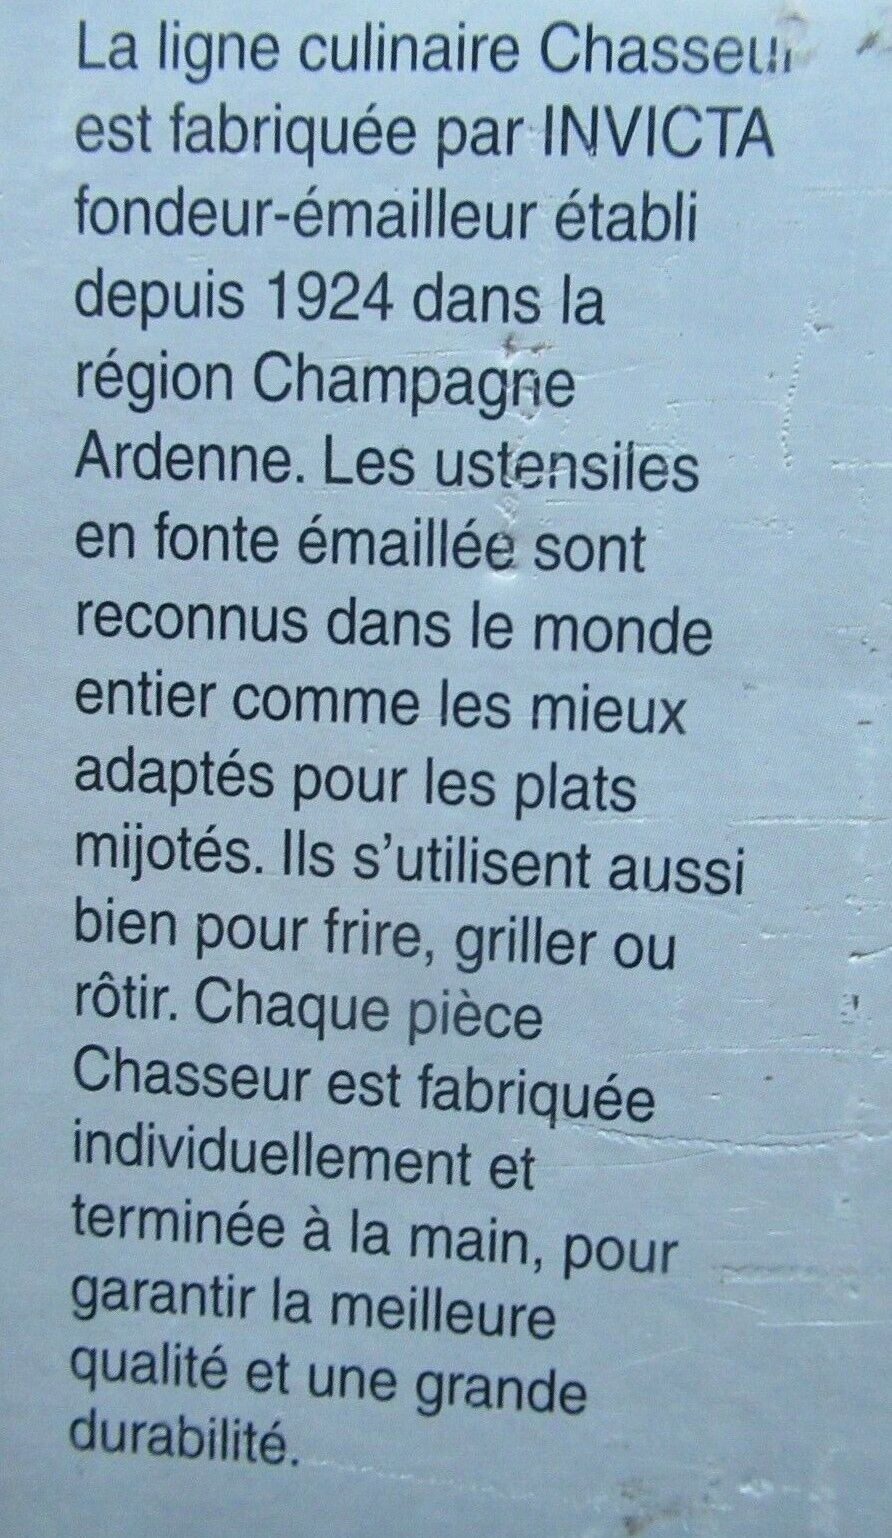 La ligne culinaire Chasseur
est fabriquée par INVICTA
fondeur-émailleur établi
depuis 1924 dans la
région Champagne
Ardenne. Les ustensiles
en fonte émaillée sont
reconnus dans le monde
entier comme les mieux
adaptés pour les plats
mijotés. Ils s’utilisent aussi
bien pour frire, griller ou
rôtir. Chaque pièce
Chasseur est fabriquée
individuellement et
terminée à la main, pour
garantir la meilleure
qualité et une grande
durabilité.